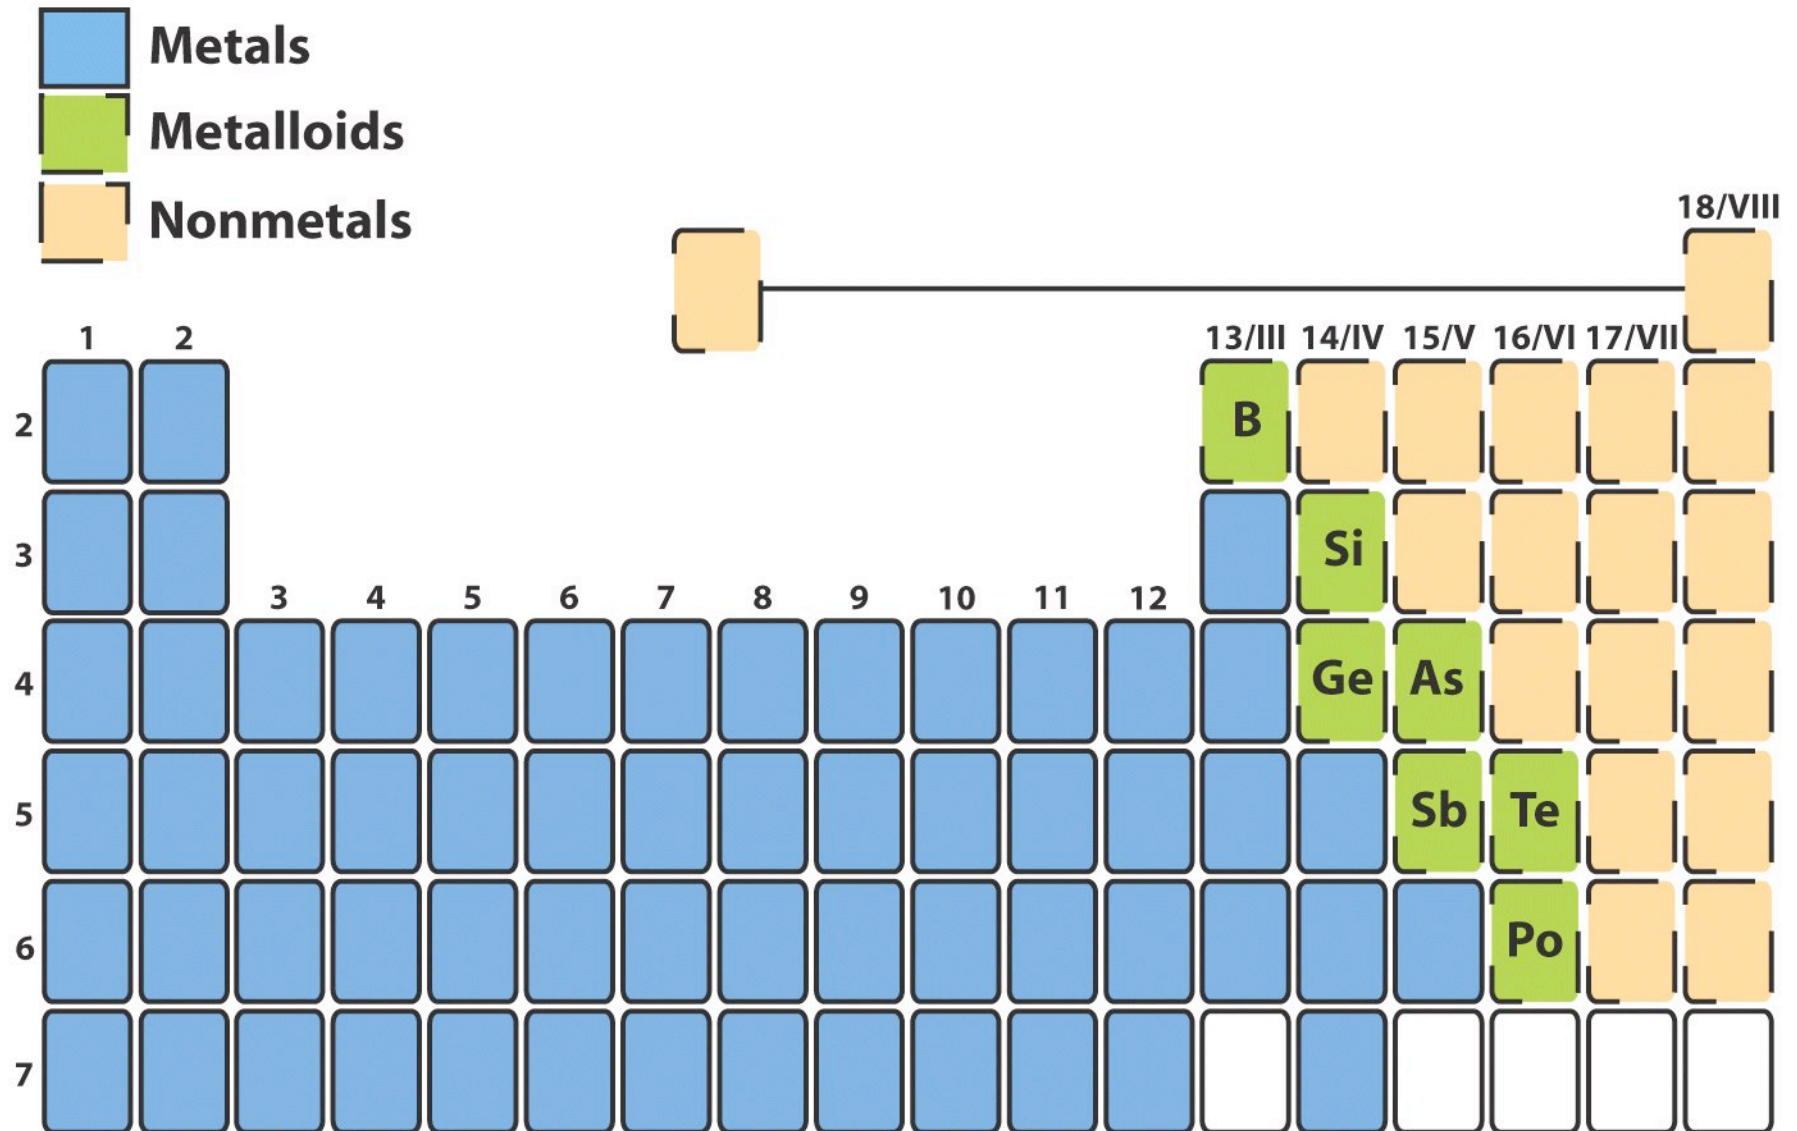 Metals
Metalloids
Nonmetals
18/VIII
1 2 13/III 14/IV 15/V 16/VI 17/VII
2 B
3 Si
3 4 5 6 7 8 9 10 11 12
4 Ge As
5 Sb Te
6 Po
7